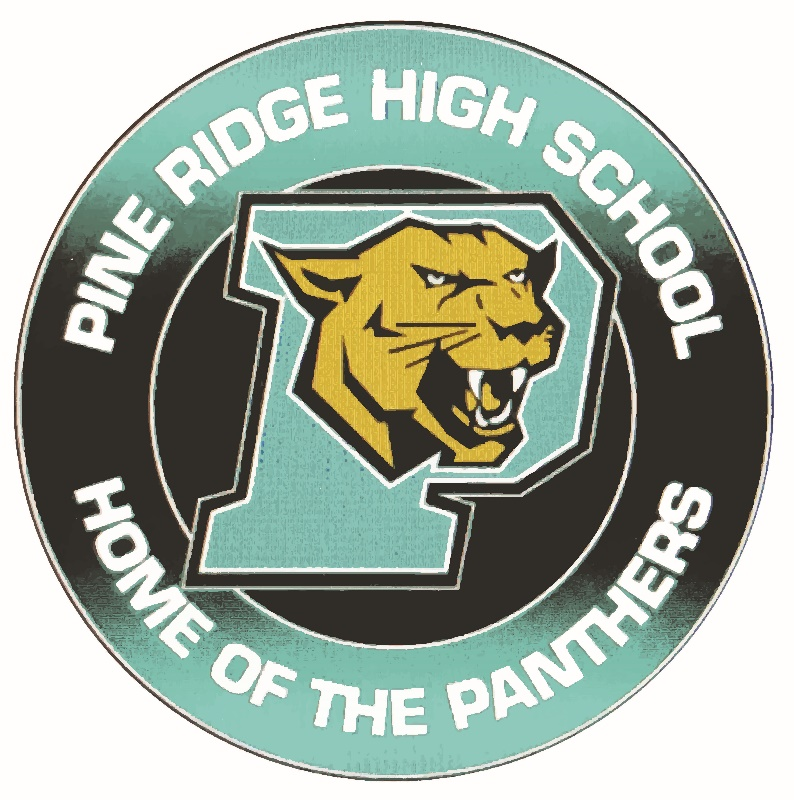 PINE RIDGE HIGH SCHOOL
P
HOME OF THE PANTHERS